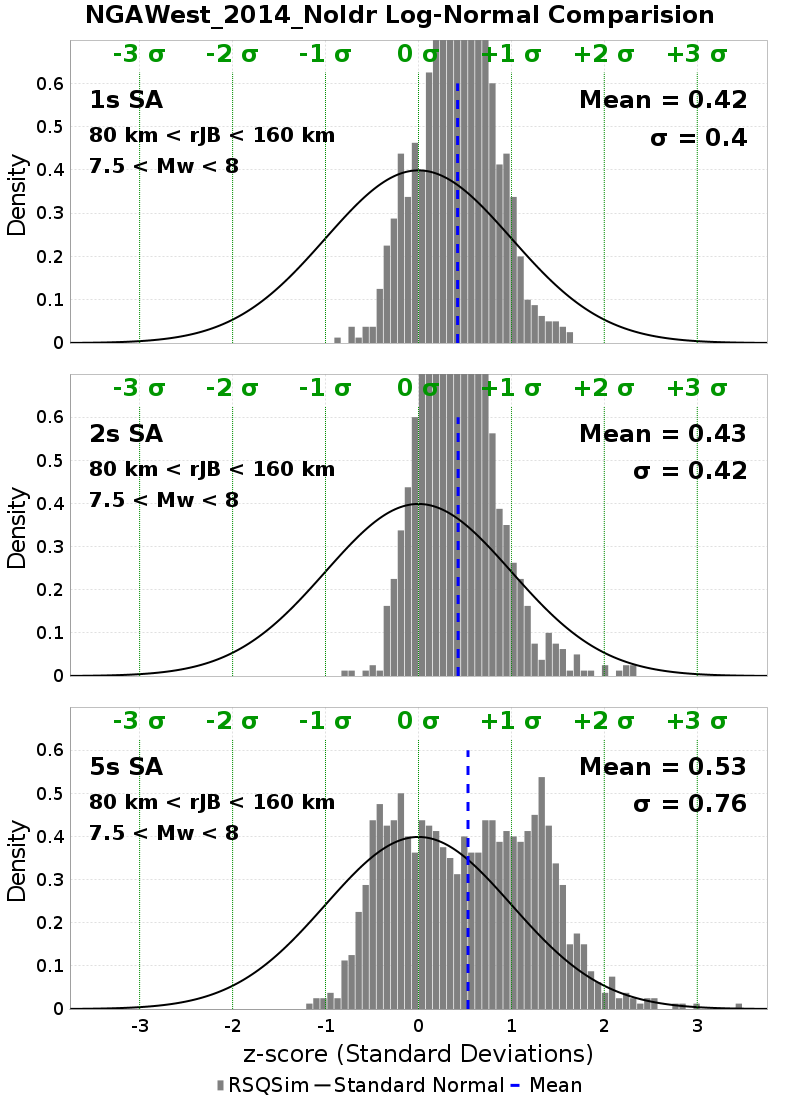 NGAWest_2014_NoIdr Log-Normal Comparision
-3 σ -2 σ -1 σ 0 σ +1 σ +2 σ +3 σ
1s SA
Mean = 0.42
80 km < rJB < 160 km
σ = 0.4
7.5 < Mw < 8
0.6
0.5
0.4
0.3
0.2
0.1
0
Density
-3 σ -2 σ -1 σ 0 σ +1 σ +2 σ +3 σ
2s SA
Mean = 0.43
80 km < rJB < 160 km
σ = 0.42
7.5 < Mw < 8
0.6
0.5
0.4
0.3
0.2
0.1
0
Density
-3 σ -2 σ -1 σ 0 σ +1 σ +2 σ +3 σ
5s SA
Mean = 0.53
80 km < rJB < 160 km
σ = 0.76
7.5 < Mw < 8
0.6
0.5
0.4
0.3
0.2
0.1
0
Density
-3 -2 -1 0 1 2 3
z-score (Standard Deviations)
RSQSim Standard Normal Mean